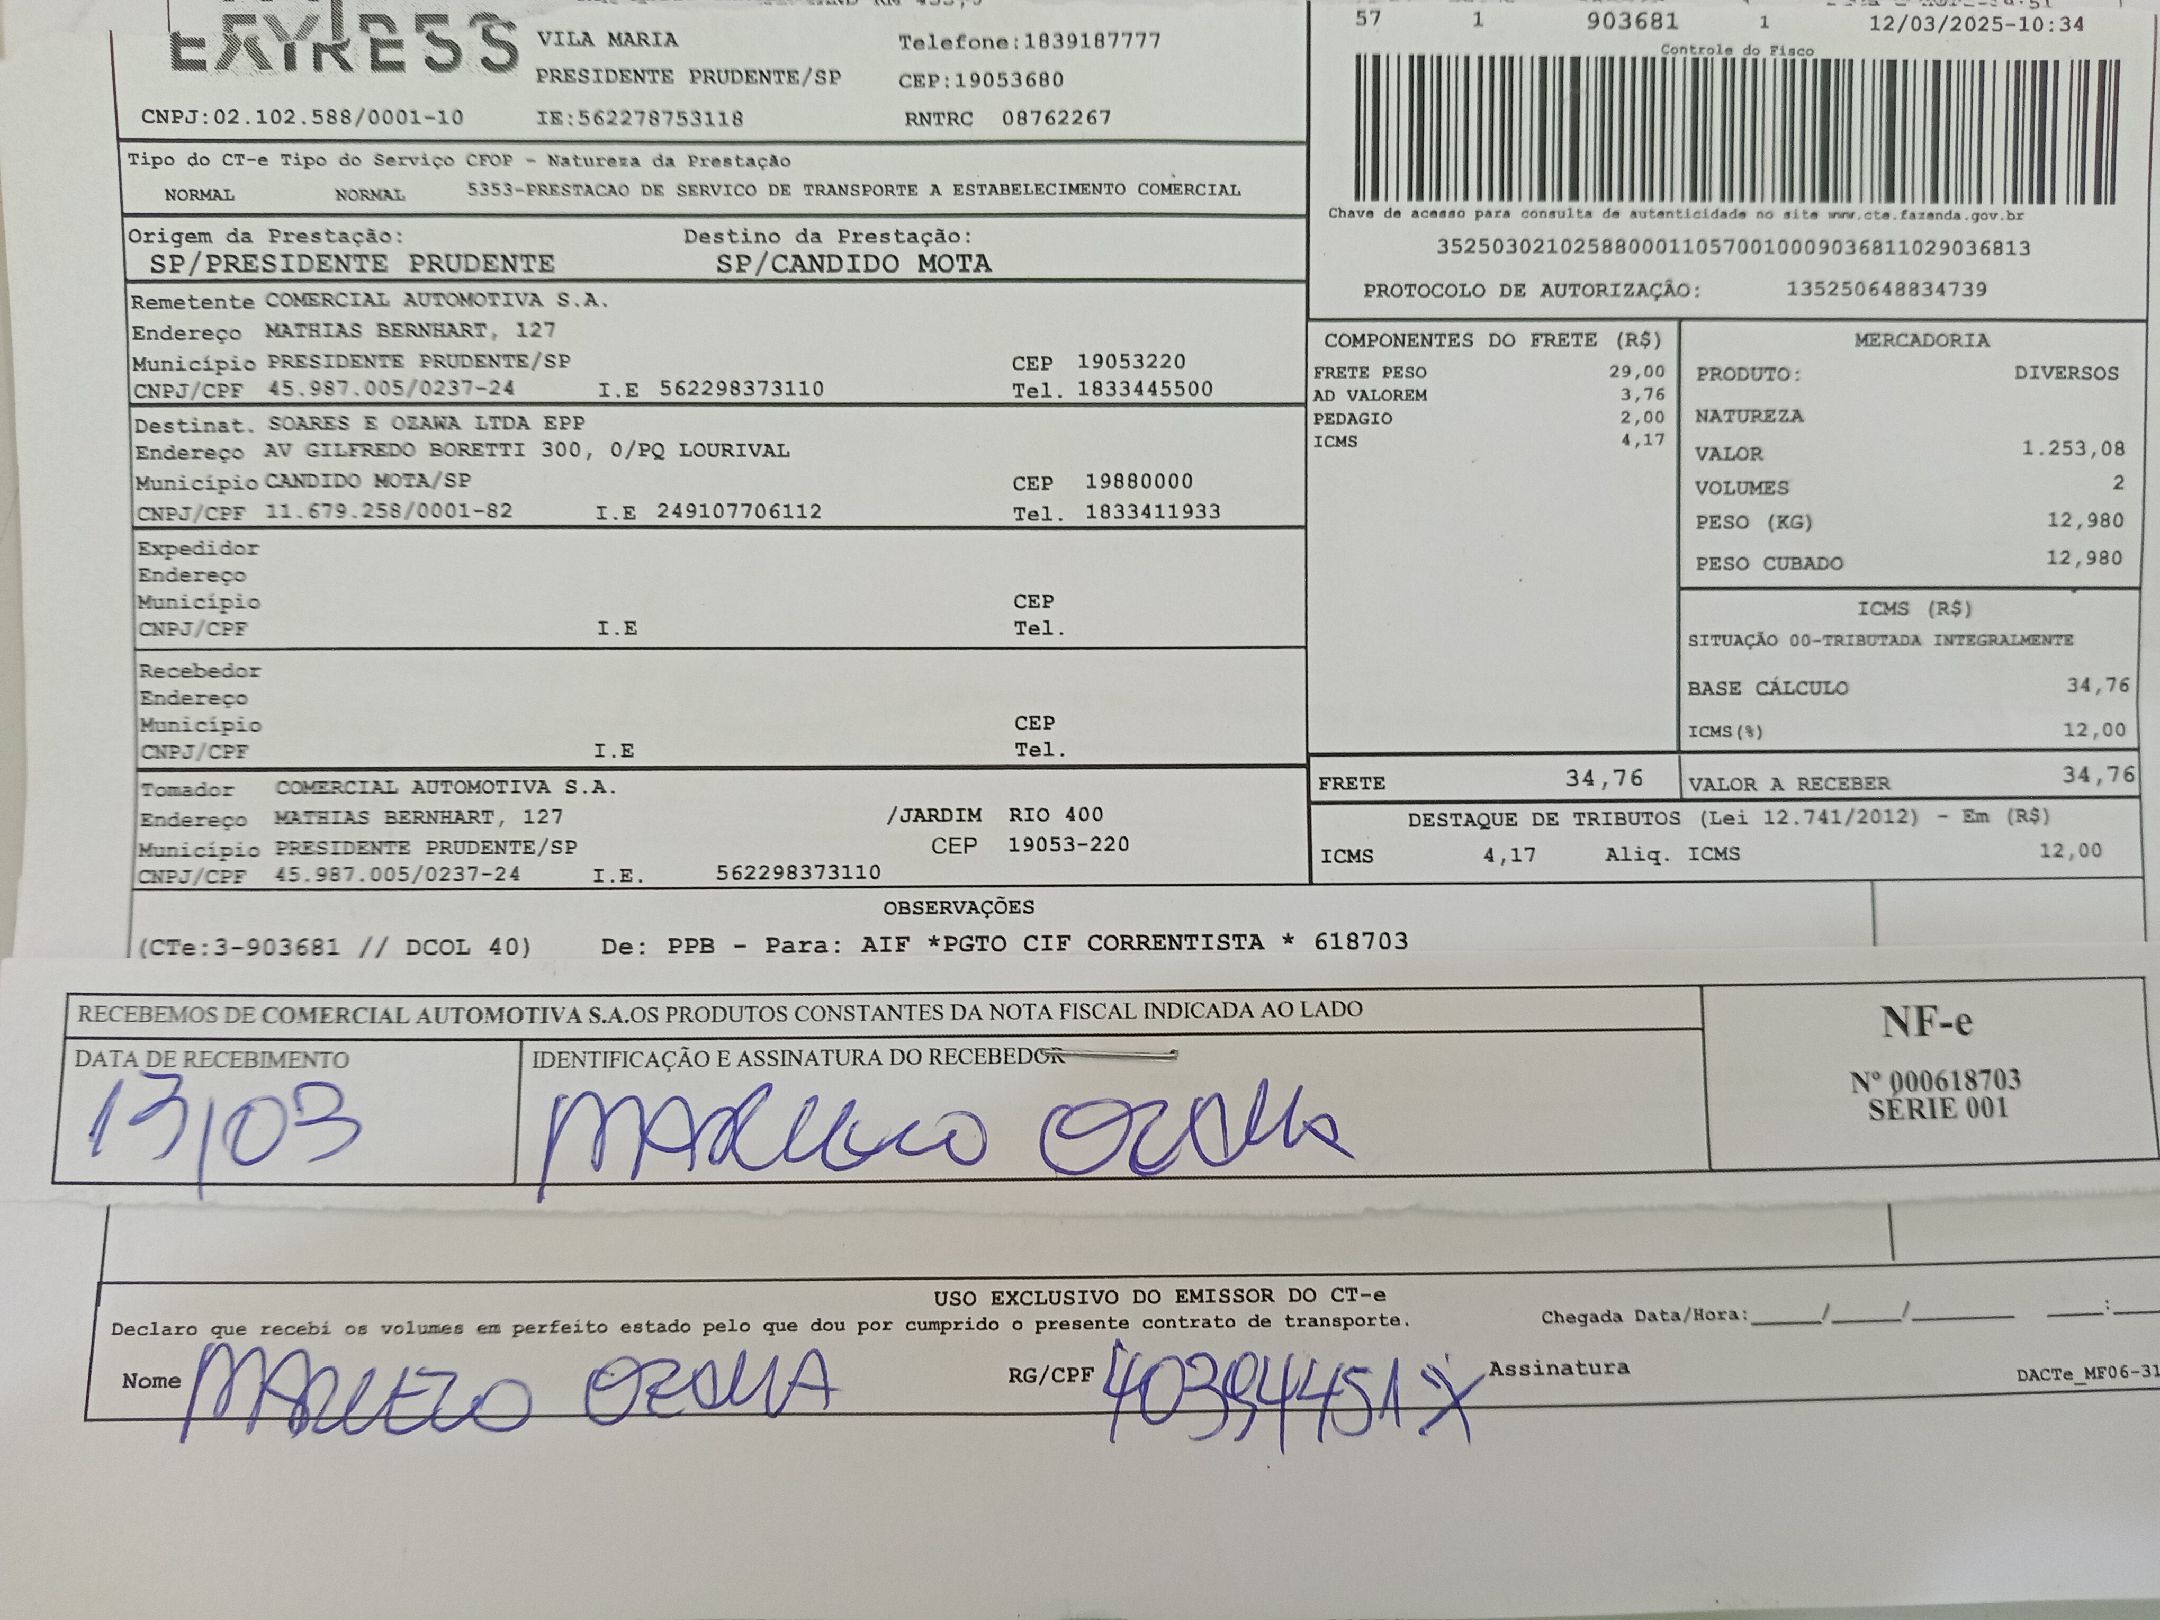 EXPRESS
VILA MARIA Telefone:1839187777
PRESIDENTE PRUDENTE/SP CEP:19053680
CNPJ:02.102.588/0001-10 IE:562278753118 RNTRC 08762267
57 1 903681 1 12/03/2025-10:34
Controle do Fisco
Chave de acesso para consulta de autenticidade no site www.cte.fazenda.gov.br
35250302102588000110570010009036811029036813
PROTOCOLO DE AUTORIZAÇÃO: 135250648834739
Tipo do CT-e Tipo do Serviço CFOP - Natureza da Prestação
NORMAL NORMAL 5353-PRESTACAO DE SERVICO DE TRANSPORTE A ESTABELECIMENTO COMERCIAL
Origem da Prestação: Destino da Prestação:
SP/PRESIDENTE PRUDENTE SP/CANDIDO MOTA
Remetente COMERCIAL AUTOMOTIVA S.A.
Endereço MATHIAS BERNHART, 127
Município PRESIDENTE PRUDENTE/SP CEP 19053220
CNPJ/CPF 45.987.005/0237-24 I.E 562298373110 Tel. 1833445500
Destinat. SOARES E OZAWA LTDA EPP
Endereço AV GILFREDO BORETTI 300, 0/PQ LOURIVAL
Município CANDIDO MOTA/SP CEP 19880000
CNPJ/CPF 11.679.258/0001-82 I.E 249107706112 Tel. 1833411933
Expedidor
Endereço
Município CEP
CNPJ/CPF I.E Tel.
Recebedor
Endereço
Município CEP
CNPJ/CPF I.E Tel.
Tomador COMERCIAL AUTOMOTIVA S.A.
Endereço MATHIAS BERNHART, 127 /JARDIM RIO 400
Município PRESIDENTE PRUDENTE/SP CEP 19053-220
CNPJ/CPF 45.987.005/0237-24 I.E. 562298373110
COMPONENTES DO FRETE (R$)
FRETE PESO 29,00
AD VALOREM 3,76
PEDAGIO 2,00
ICMS 4,17
MERCADORIA
PRODUTO: DIVERSOS
NATUREZA
VALOR 1.253,08
VOLUMES 2
PESO (KG) 12,980
PESO CUBADO 12,980
ICMS (R$)
SITUAÇÃO 00-TRIBUTADA INTEGRALMENTE
BASE CÁLCULO 34,76
ICMS(%) 12,00
FRETE 34,76 VALOR A RECEBER 34,76
DESTAQUE DE TRIBUTOS (Lei 12.741/2012) - Em (R$)
ICMS 4,17 Aliq. ICMS 12,00
OBSERVAÇÕES
(CTe:3-903681 // DCOL 40) De: PPB - Para: AIF *PGTO CIF CORRENTISTA * 618703
RECEBEMOS DE COMERCIAL AUTOMOTIVA S.A.OS PRODUTOS CONSTANTES DA NOTA FISCAL INDICADA AO LADO
DATA DE RECEBIMENTO IDENTIFICAÇÃO E ASSINATURA DO RECEBEDOR
13/03 MARCELO OZAWA
NF-e
Nº 000618703
SÉRIE 001
USO EXCLUSIVO DO EMISSOR DO CT-e
Declaro que recebi os volumes em perfeito estado pelo que dou por cumprido o presente contrato de transporte. Chegada Data/Hora:____/____/______ ___:___
Nome MARCELO OZAWA RG/CPF 40394451X Assinatura DACTe_MF06-31